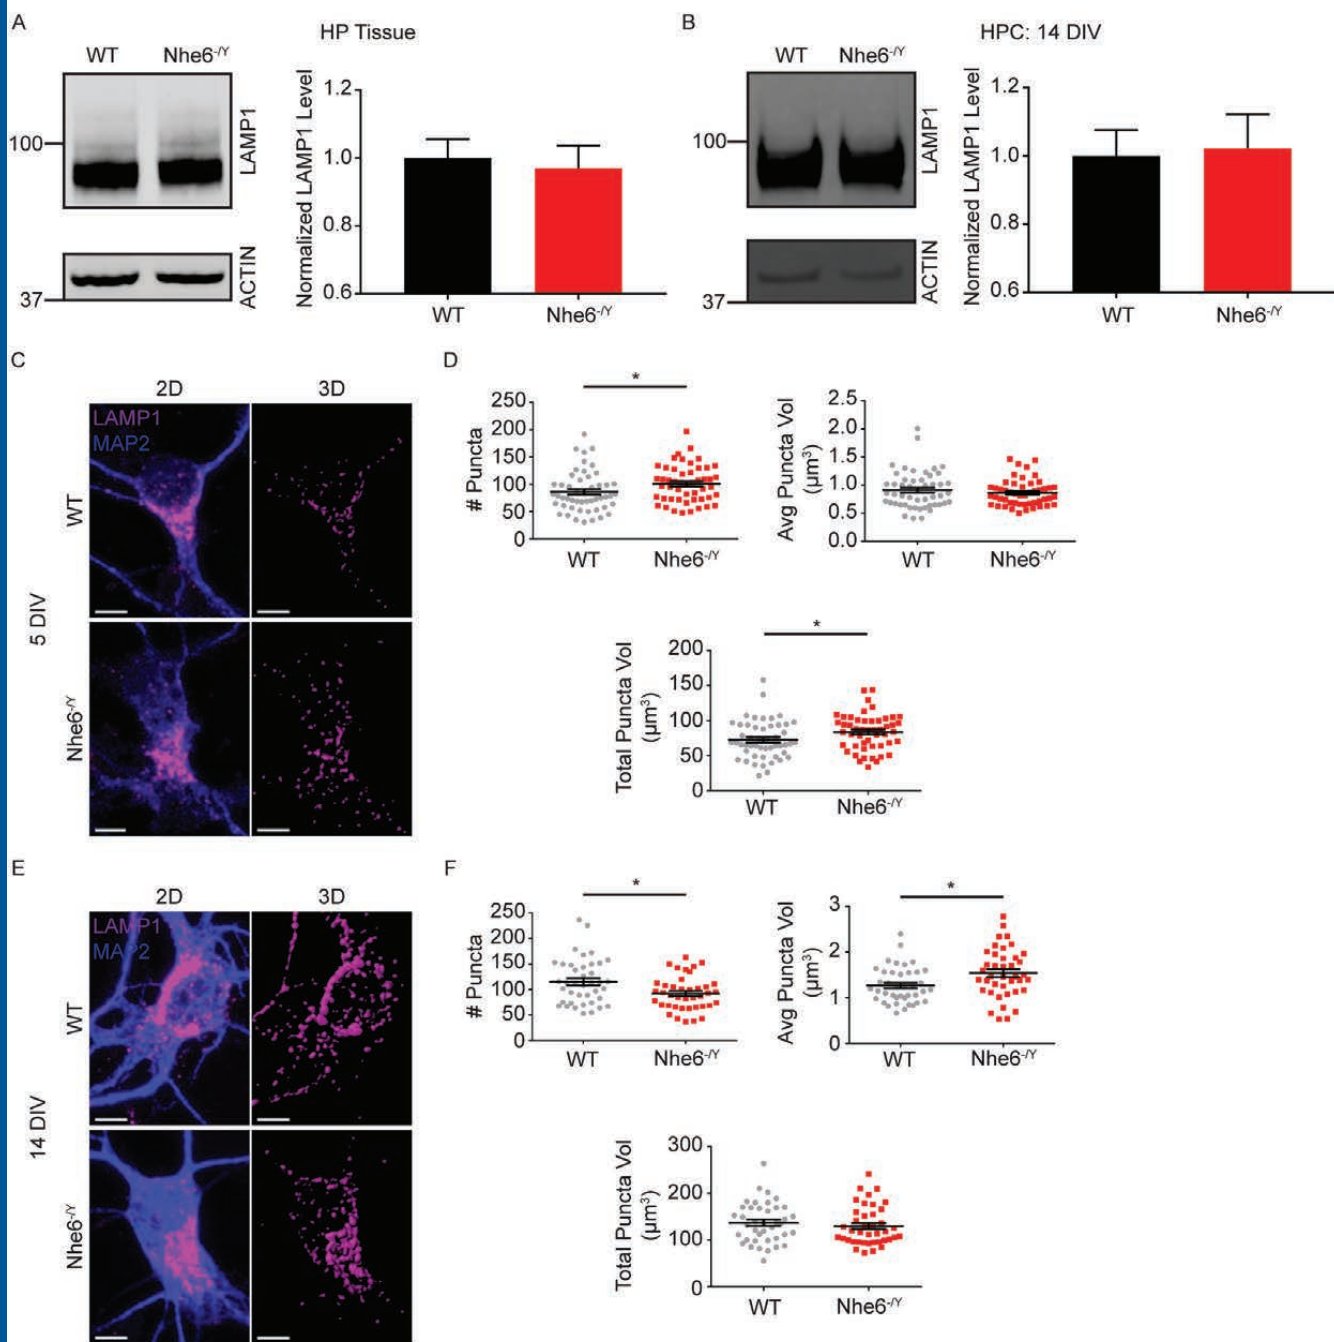 A
HP Tissue
WT Nhe6-/Y
100
LAMP1
37
ACTIN
Normalized LAMP1 Level
1.2
1.0
0.8
0.6
WT Nhe6-/Y
B
HPC: 14 DIV
WT Nhe6-/Y
100
LAMP1
37
ACTIN
Normalized LAMP1 Level
1.2
1.0
0.8
0.6
WT Nhe6-/Y
C
2D 3D
LAMP1
MAP2
WT
5 DIV
Nhe6-/Y
D
*
# Puncta
250
200
150
100
50
0
WT Nhe6-/Y
Avg Puncta Vol
(µm³)
2.5
2.0
1.5
1.0
0.5
0.0
WT Nhe6-/Y
*
Total Puncta Vol
(µm³)
200
150
100
50
0
WT Nhe6-/Y
E
2D 3D
LAMP1
MAP2
WT
14 DIV
Nhe6-/Y
F
*
# Puncta
250
200
150
100
50
0
WT Nhe6-/Y
*
Avg Puncta Vol
(µm³)
3
2
1
0
WT Nhe6-/Y
Total Puncta Vol
(µm³)
300
200
100
0
WT Nhe6-/Y